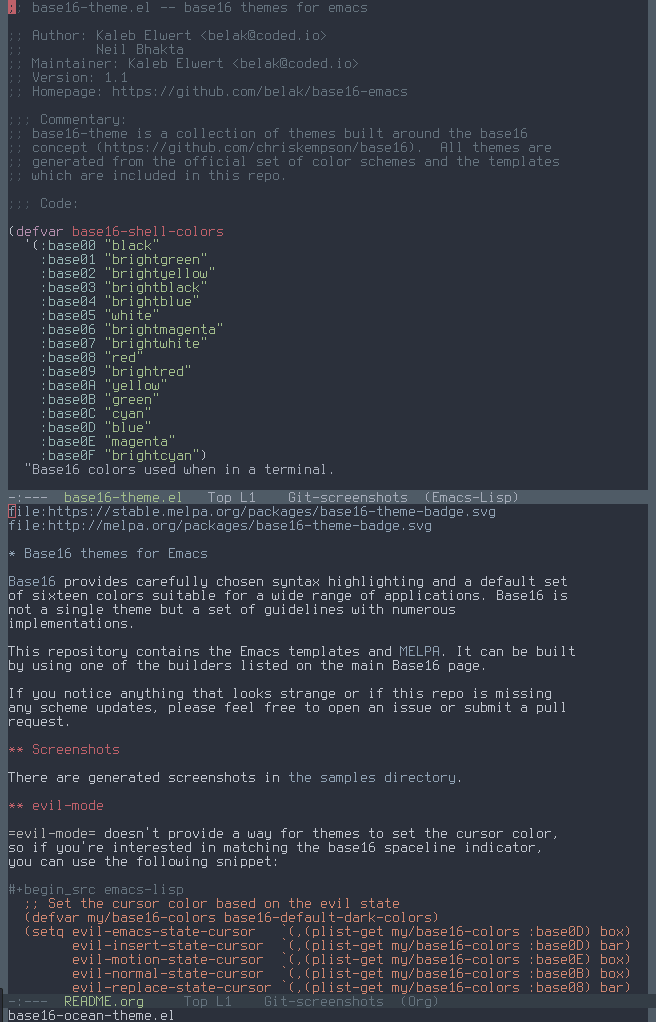 ;; base16-theme.el -- base16 themes for emacs
;; Author: Kaleb Elwert <belak@coded.io>
;;         Neil Bhakta
;; Maintainer: Kaleb Elwert <belak@coded.io>
;; Version: 1.1
;; Homepage: https://github.com/belak/base16-emacs
;;; Commentary:
;; base16-theme is a collection of themes built around the base16
;; concept (https://github.com/chriskempson/base16).  All themes are
;; generated from the official set of color schemes and the templates
;; which are included in this repo.
;;; Code:
(defvar base16-shell-colors
  '(:base00 "black"
    :base01 "brightgreen"
    :base02 "brightyellow"
    :base03 "brightblack"
    :base04 "brightblue"
    :base05 "white"
    :base06 "brightmagenta"
    :base07 "brightwhite"
    :base08 "red"
    :base09 "brightred"
    :base0A "yellow"
    :base0B "green"
    :base0C "cyan"
    :base0D "blue"
    :base0E "magenta"
    :base0F "brightcyan")
  "Base16 colors used when in a terminal.
-:---  base16-theme.el   Top L1    Git-screenshots  (Emacs-Lisp)
file:https://stable.melpa.org/packages/base16-theme-badge.svg
file:http://melpa.org/packages/base16-theme-badge.svg
* Base16 themes for Emacs
Base16 provides carefully chosen syntax highlighting and a default set
of sixteen colors suitable for a wide range of applications. Base16 is
not a single theme but a set of guidelines with numerous
implementations.
This repository contains the Emacs templates and MELPA. It can be built
by using one of the builders listed on the main Base16 page.
If you notice anything that looks strange or if this repo is missing
any scheme updates, please feel free to open an issue or submit a pull
request.
** Screenshots
There are generated screenshots in the samples directory.
** evil-mode
=evil-mode= doesn't provide a way for themes to set the cursor color,
so if you're interested in matching the base16 spaceline indicator,
you can use the following snippet:
#+begin_src emacs-lisp
  ;; Set the cursor color based on the evil state
  (defvar my/base16-colors base16-default-dark-colors)
  (setq evil-emacs-state-cursor   `(,(plist-get my/base16-colors :base0D) box)
        evil-insert-state-cursor  `(,(plist-get my/base16-colors :base0D) bar)
        evil-motion-state-cursor  `(,(plist-get my/base16-colors :base0E) box)
        evil-normal-state-cursor  `(,(plist-get my/base16-colors :base0B) box)
        evil-replace-state-cursor `(,(plist-get my/base16-colors :base08) bar)
-:---  README.org     Top L1    Git-screenshots  (Org)
base16-ocean-theme.el